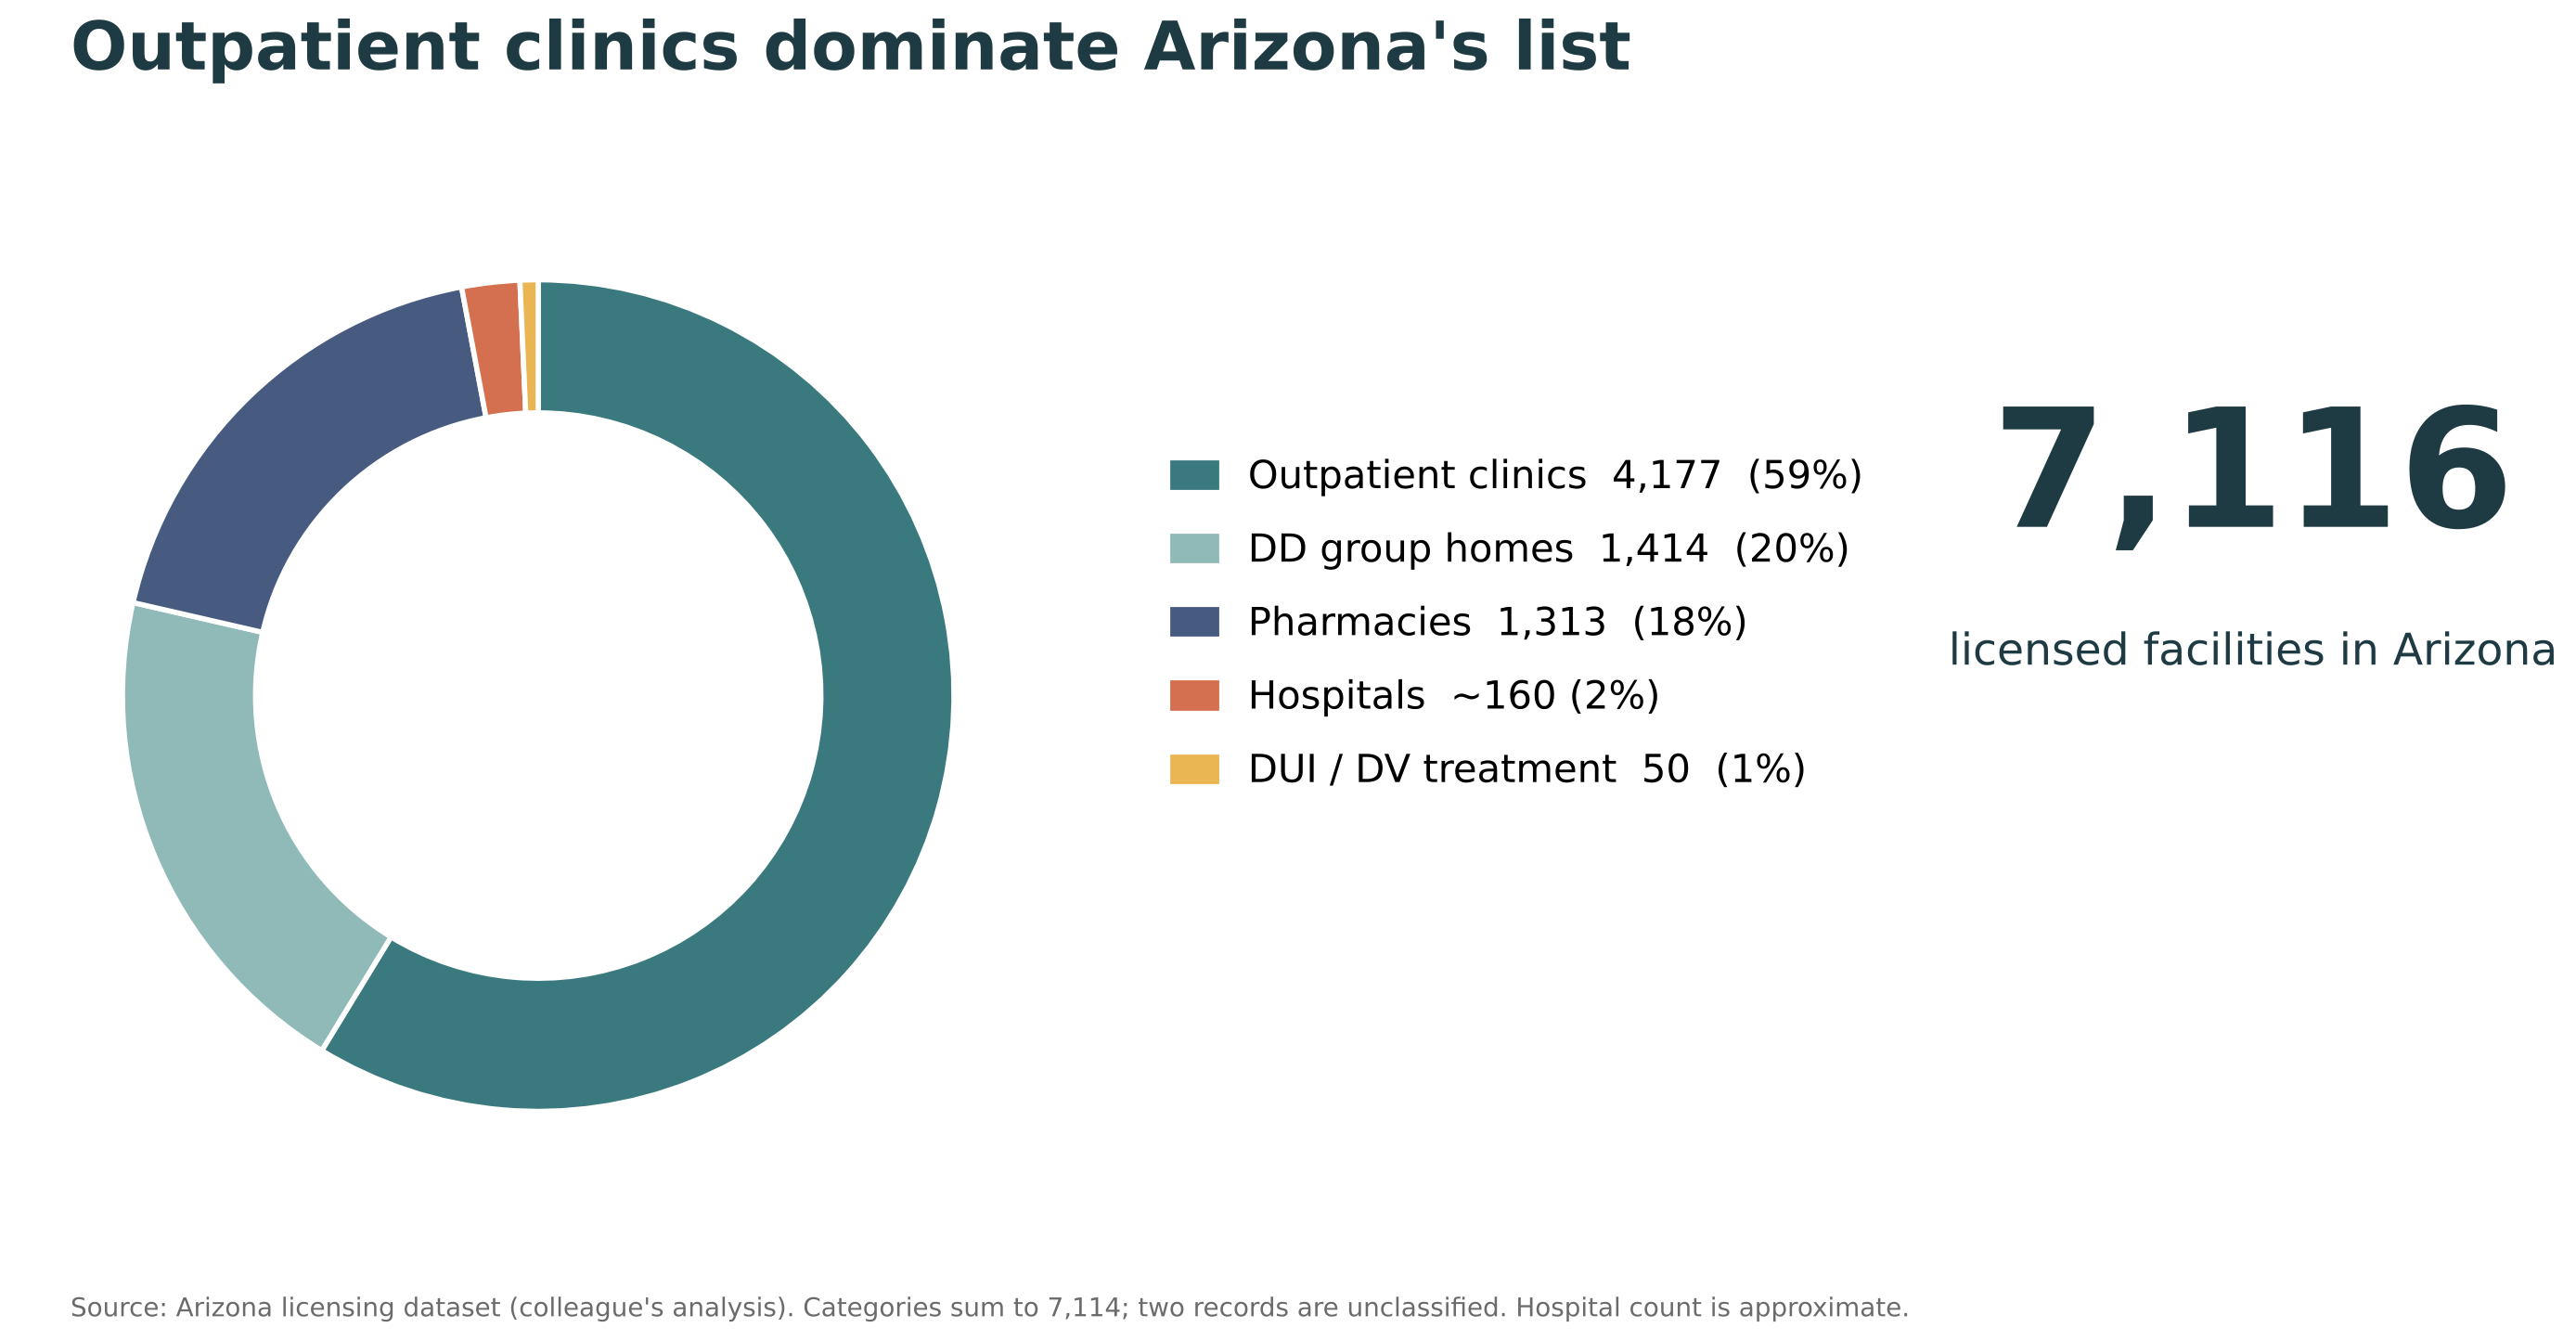 Outpatient clinics dominate Arizona's list
Outpatient clinics 4,177 (59%)
DD group homes 1,414 (20%)
Pharmacies 1,313 (18%)
Hospitals ~160 (2%)
DUI / DV treatment 50 (1%)
7,116
licensed facilities in Arizona
Source: Arizona licensing dataset (colleague's analysis). Categories sum to 7,114; two records are unclassified. Hospital count is approximate.